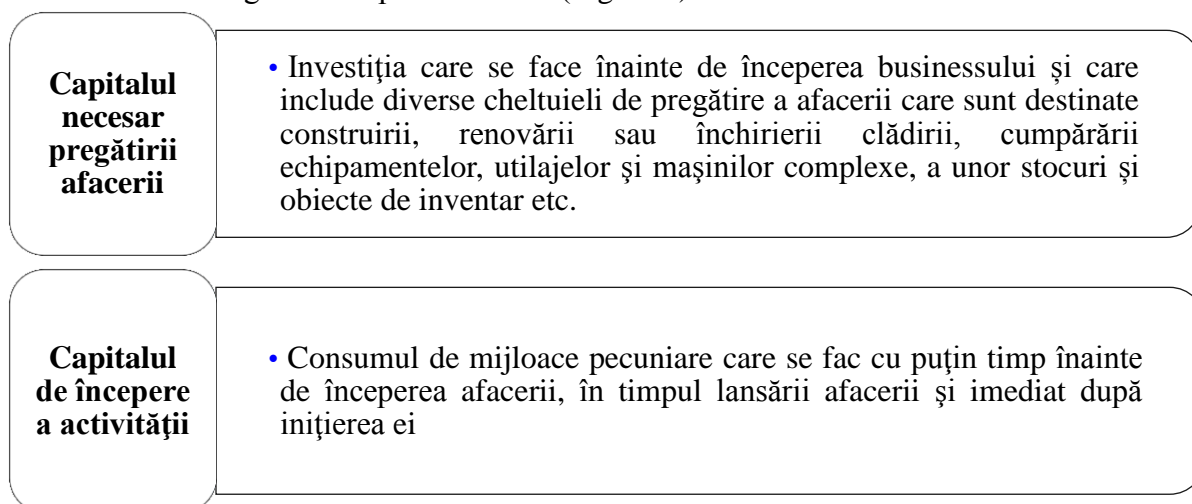 Capitalul
necesar
pregătirii
afacerii
• Investiţia care se face înainte de începerea businessului și care
include diverse cheltuieli de pregătire a afacerii care sunt destinate
construirii, renovării sau închirierii clădirii, cumpărării
echipamentelor, utilajelor şi maşinilor complexe, a unor stocuri și
obiecte de inventar etc.
Capitalul
de începere
a activităţii
• Consumul de mijloace pecuniare care se fac cu puţin timp înainte
de începerea afacerii, în timpul lansării afacerii şi imediat după
iniţierea ei